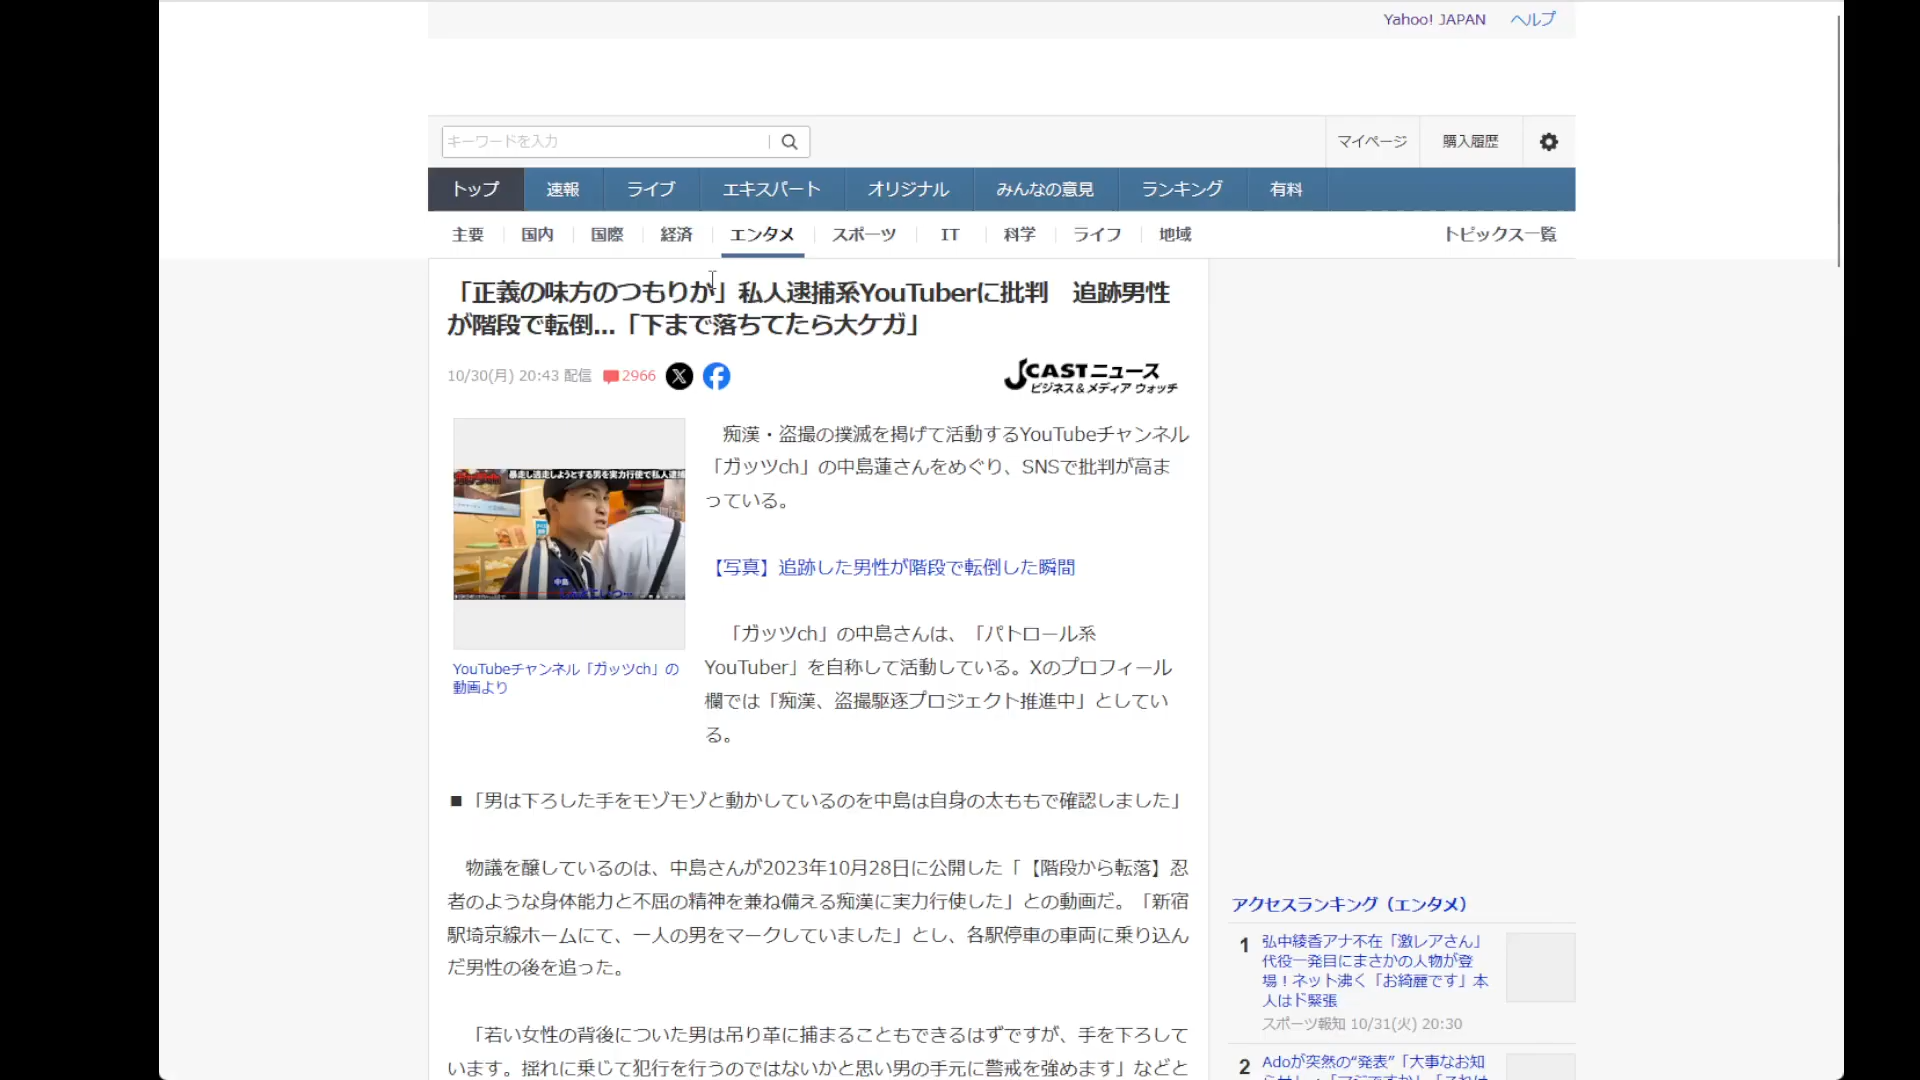 Yahoo! JAPAN ヘルプ
キーワードを入力
マイページ 購入履歴
トップ 速報 ライブ エキスパート オリジナル みんなの意見 ランキング 有料
主要 国内 国際 経済 エンタメ スポーツ IT 科学 ライフ 地域 トピックス一覧
「正義の味方のつもりか」私人逮捕系YouTuberに批判　追跡男性
が階段で転倒...「下まで落ちてたら大ケガ」
10/30(月) 20:43 配信 2966
J CASTニュース
ビジネス&メディア ウォッチ
暴走し逃走しようとする男を実力行使で私人逮捕
中島
YouTubeチャンネル「ガッツch」の
動画より
痴漢・盗撮の撲滅を掲げて活動するYouTubeチャンネル
「ガッツch」の中島蓮さんをめぐり、SNSで批判が高ま
っている。
【写真】追跡した男性が階段で転倒した瞬間
「ガッツch」の中島さんは、「パトロール系
YouTuber」を自称して活動している。Xのプロフィール
欄では「痴漢、盗撮駆逐プロジェクト推進中」としてい
る。
■「男は下ろした手をモゾモゾと動かしているのを中島は自身の太ももで確認しました」
物議を醸しているのは、中島さんが2023年10月28日に公開した「【階段から転落】忍
者のような身体能力と不屈の精神を兼ね備える痴漢に実力行使した」との動画だ。「新宿
駅埼京線ホームにて、一人の男をマークしていました」とし、各駅停車の車両に乗り込ん
だ男性の後を追った。
「若い女性の背後についた男は吊り革に捕まることもできるはずですが、手を下ろして
います。揺れに乗じて犯行を行うのではないかと思い男の手元に警戒を強めます」などと
アクセスランキング（エンタメ）
1 弘中綾香アナ不在「激レアさん」
代役一発目にまさかの人物が登
場！ネット沸く「お綺麗です」本
人はド緊張
スポーツ報知 10/31(火) 20:30
2 Adoが突然の“発表”「大事なお知